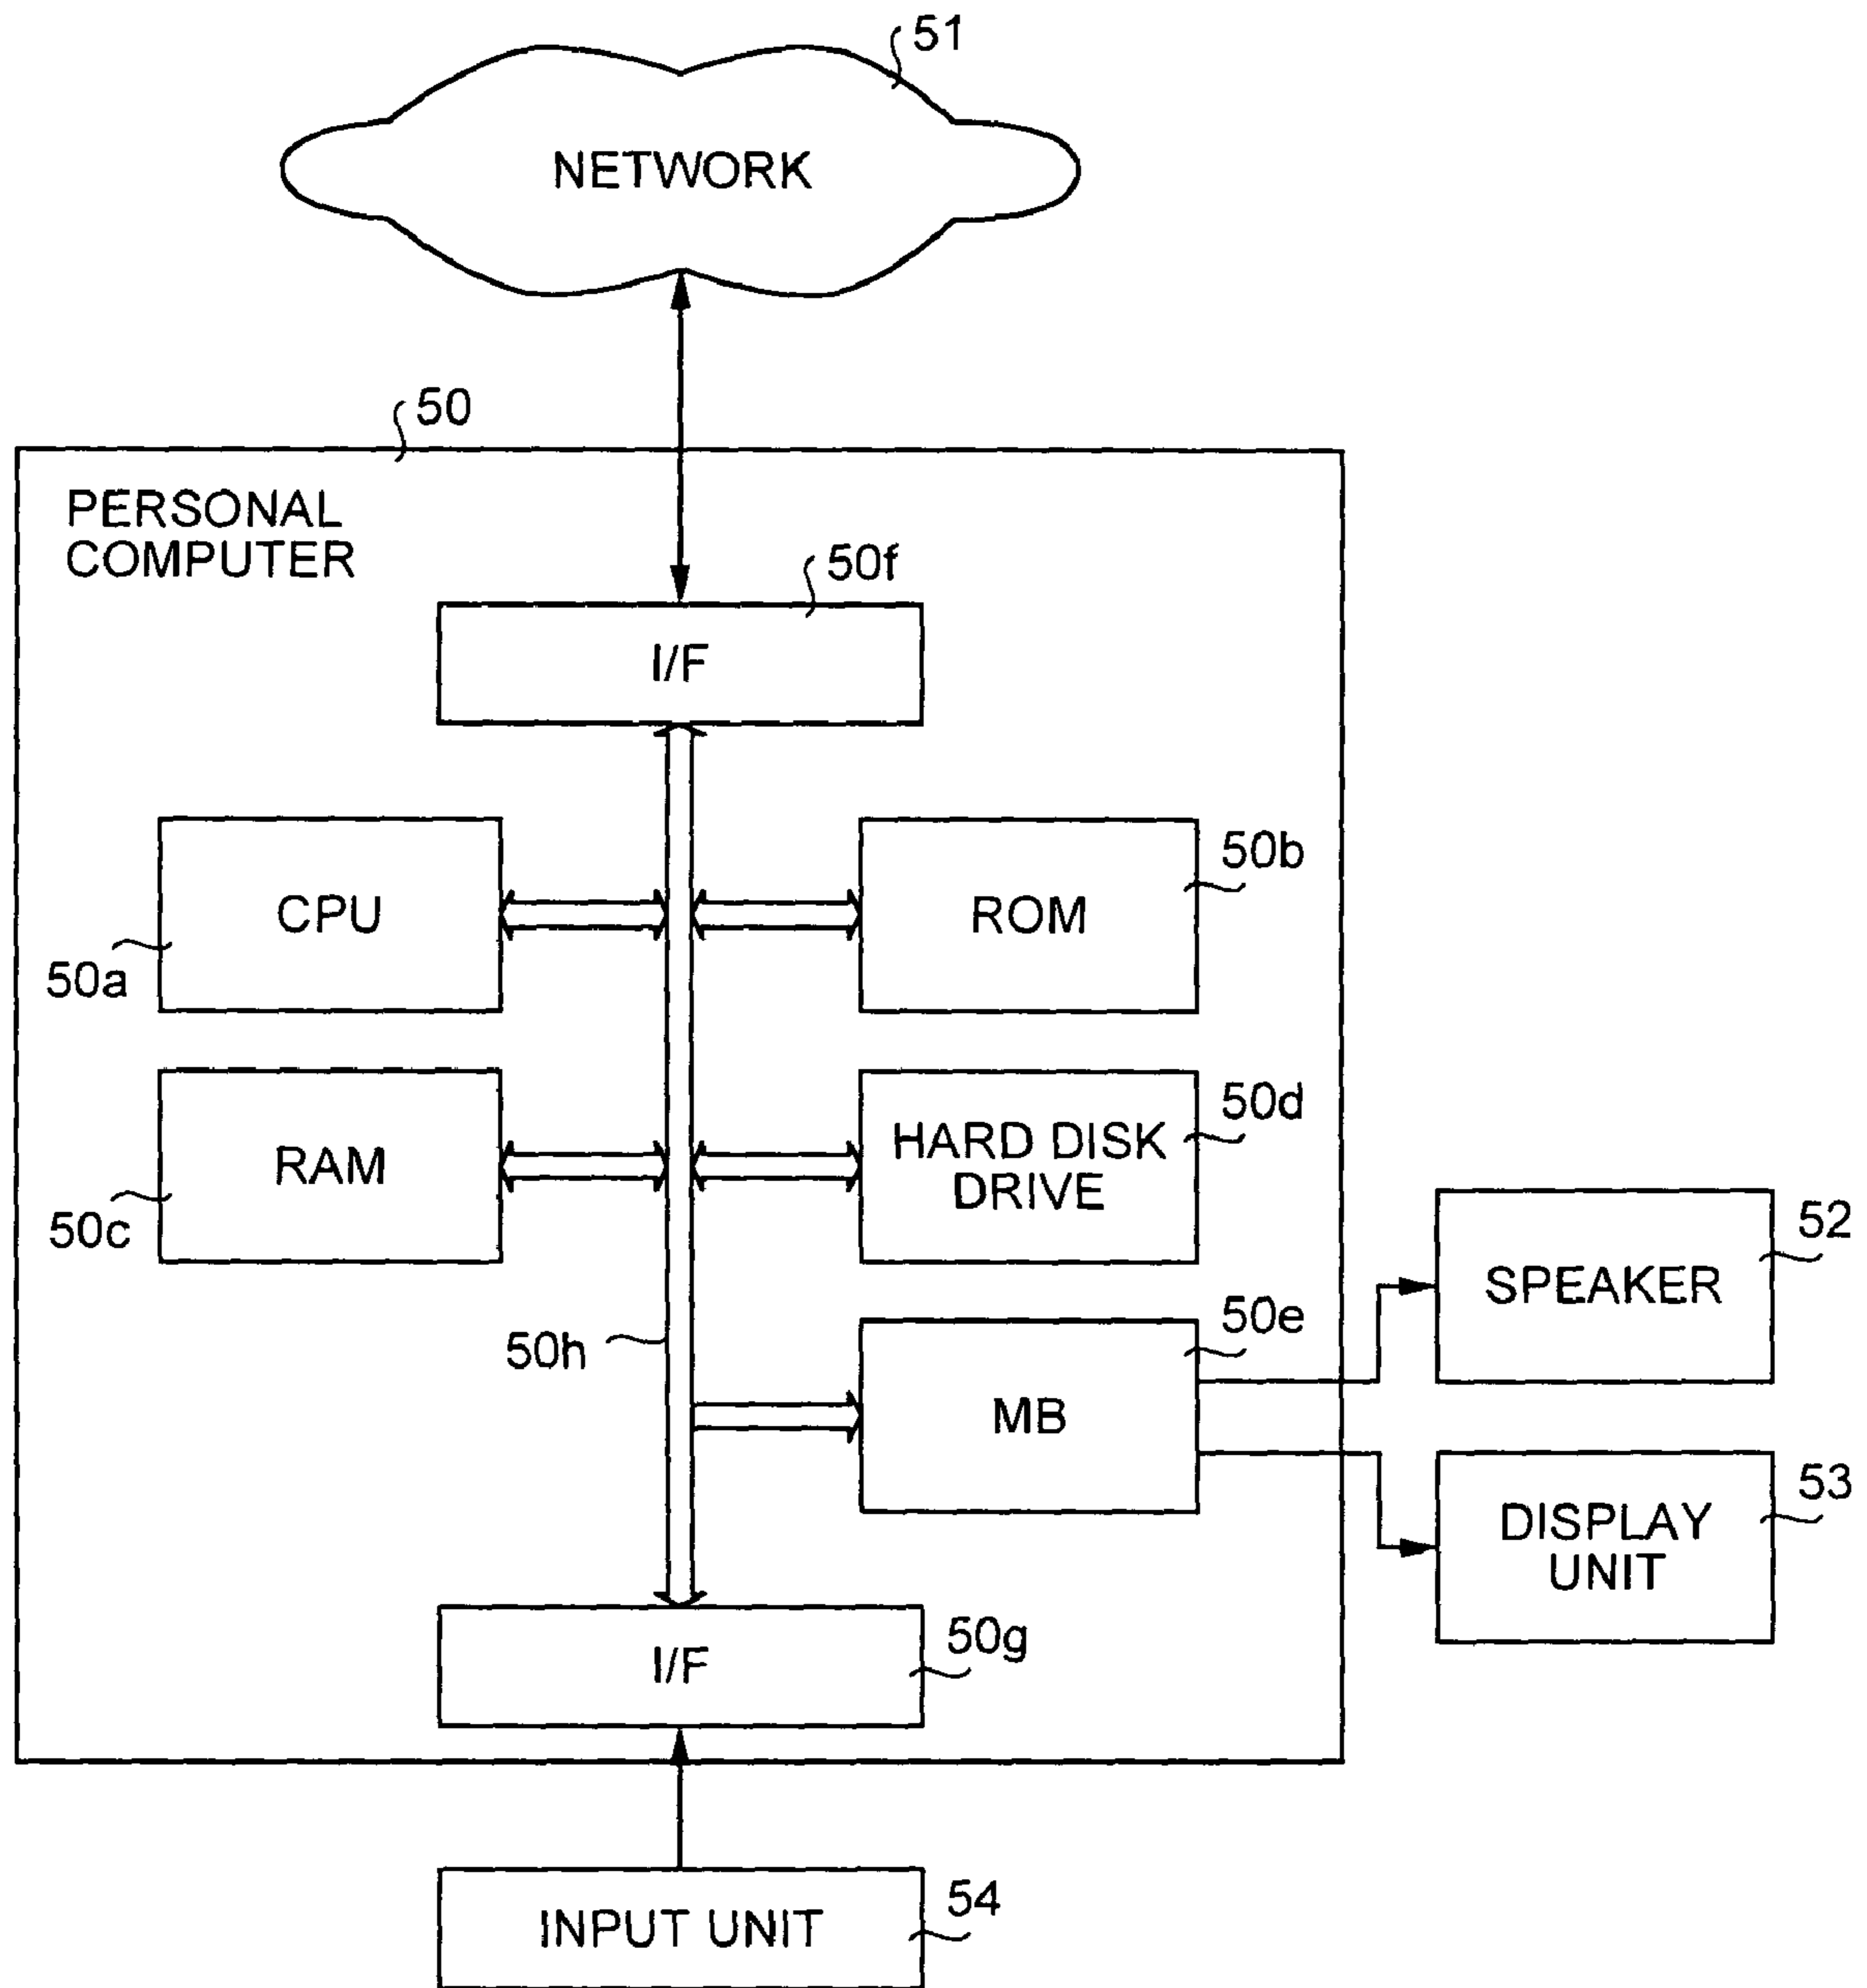 51
NETWORK
50
PERSONAL
COMPUTER
50f
I/F
CPU
50a
ROM
50b
RAM
50c
HARD DISK
DRIVE
50d
50h
MB
50e
SPEAKER
52
DISPLAY
UNIT
53
I/F
50g
INPUT UNIT
54